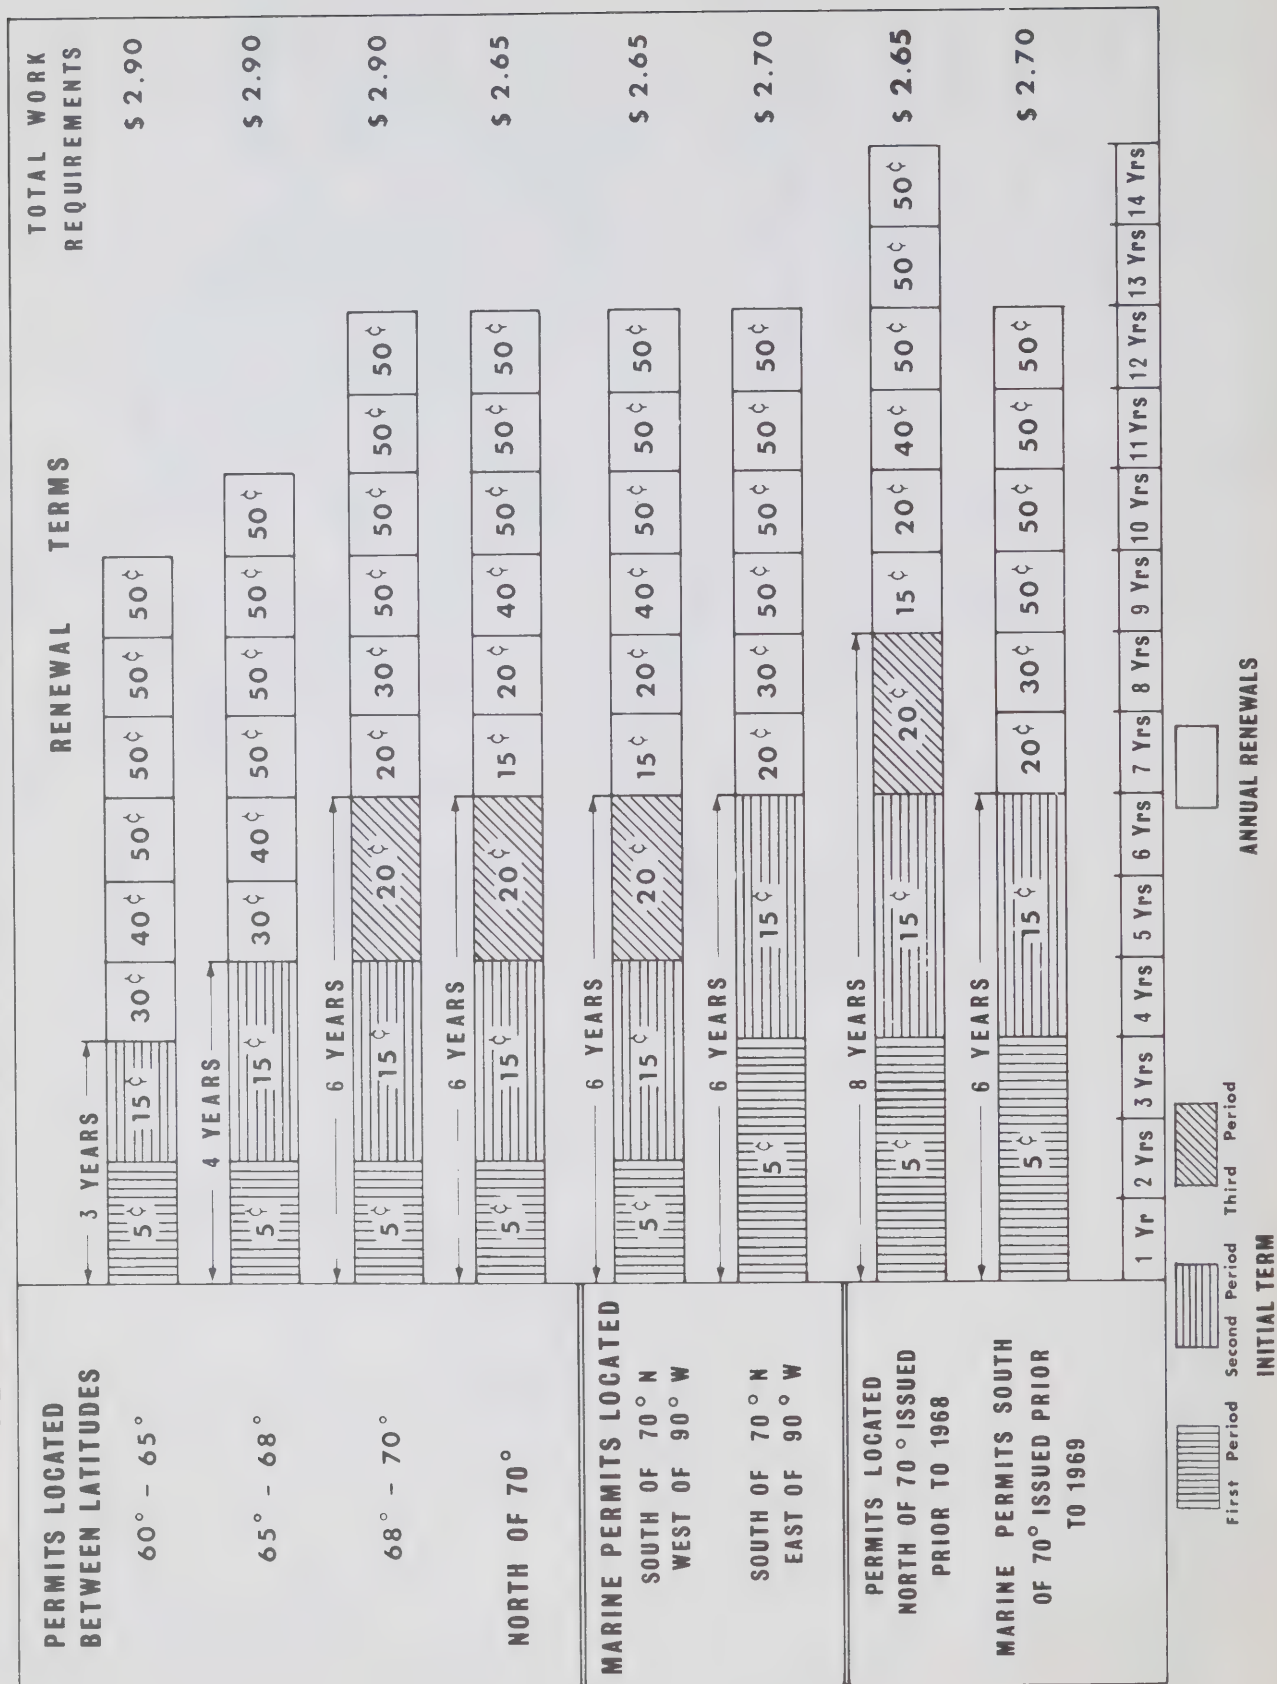 TOTAL WORK
REQUIREMENTS
RENEWAL TERMS
PERMITS LOCATED
BETWEEN LATITUDES
60° - 65°
3 YEARS
5¢ 15¢ 30¢ 40¢ 50¢ 50¢ 50¢ 50¢
$ 2.90
65° - 68°
4 YEARS
5¢ 15¢ 30¢ 40¢ 50¢ 50¢ 50¢ 50¢
$ 2.90
68° - 70°
6 YEARS
5¢ 15¢ 20¢ 20¢ 30¢ 50¢ 50¢ 50¢ 50¢
$ 2.90
NORTH OF 70°
6 YEARS
5¢ 15¢ 20¢ 15¢ 20¢ 40¢ 50¢ 50¢ 50¢
$ 2.65
MARINE PERMITS LOCATED
SOUTH OF 70° N
WEST OF 90° W
6 YEARS
5¢ 15¢ 20¢ 15¢ 20¢ 40¢ 50¢ 50¢ 50¢
$ 2.65
SOUTH OF 70° N
EAST OF 90° W
6 YEARS
5¢ 15¢ 20¢ 30¢ 50¢ 50¢ 50¢ 50¢
$ 2.70
PERMITS LOCATED
NORTH OF 70° ISSUED
PRIOR TO 1968
8 YEARS
5¢ 15¢ 20¢ 15¢ 20¢ 40¢ 50¢ 50¢ 50¢
$ 2.65
MARINE PERMITS SOUTH
OF 70° ISSUED PRIOR
TO 1969
6 YEARS
5¢ 15¢ 20¢ 30¢ 50¢ 50¢ 50¢ 50¢
$ 2.70
1 Yr 2 Yrs 3 Yrs 4 Yrs 5 Yrs 6 Yrs 7 Yrs 8 Yrs 9 Yrs 10 Yrs 11 Yrs 12 Yrs 13 Yrs 14 Yrs
First Period Second Period Third Period
INITIAL TERM
ANNUAL RENEWALS